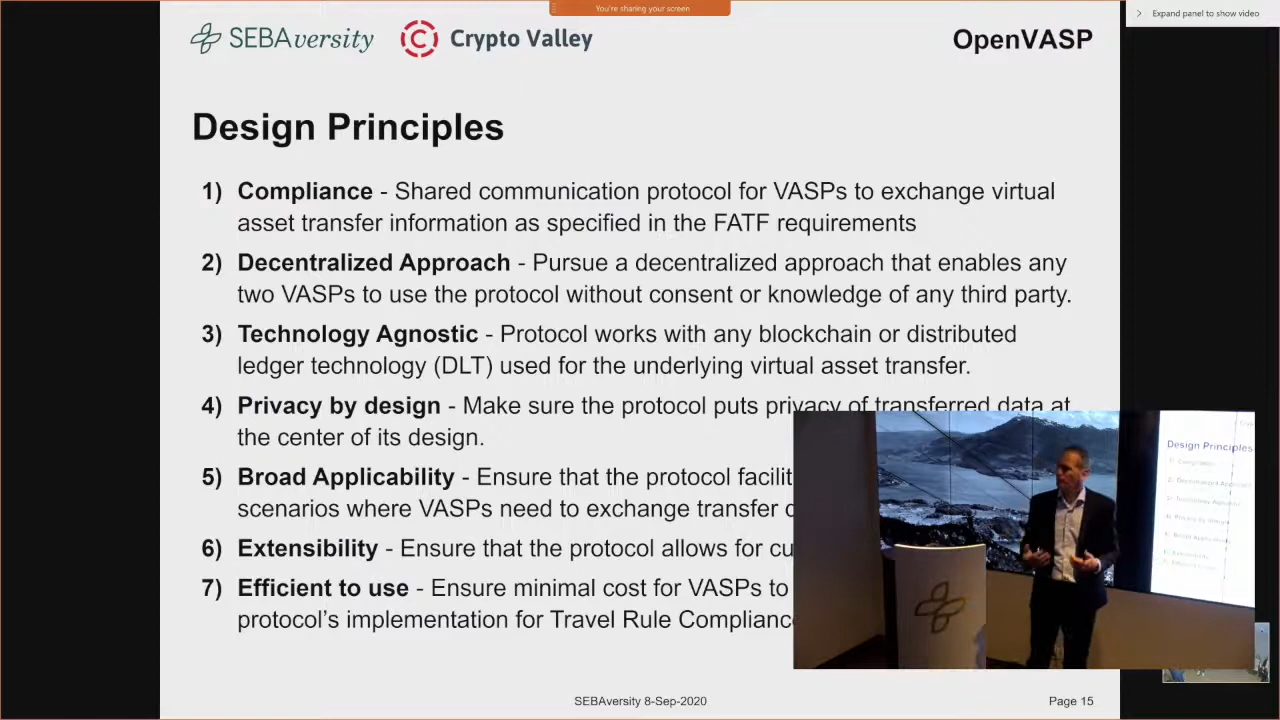 You're sharing your screen
Expand panel to show video
SEBAversity
Crypto Valley
OpenVASP
Design Principles
1) Compliance - Shared communication protocol for VASPs to exchange virtual
asset transfer information as specified in the FATF requirements
2) Decentralized Approach - Pursue a decentralized approach that enables any
two VASPs to use the protocol without consent or knowledge of any third party.
3) Technology Agnostic - Protocol works with any blockchain or distributed
ledger technology (DLT) used for the underlying virtual asset transfer.
4) Privacy by design - Make sure the protocol puts privacy of transferred data at
the center of its design.
5) Broad Applicability - Ensure that the protocol facilit
scenarios where VASPs need to exchange transfer
6) Extensibility - Ensure that the protocol allows for cu
7) Efficient to use - Ensure minimal cost for VASPs to
protocol's implementation for Travel Rule Compliance
Design Principles
SEBAversity 8-Sep-2020
Page 15